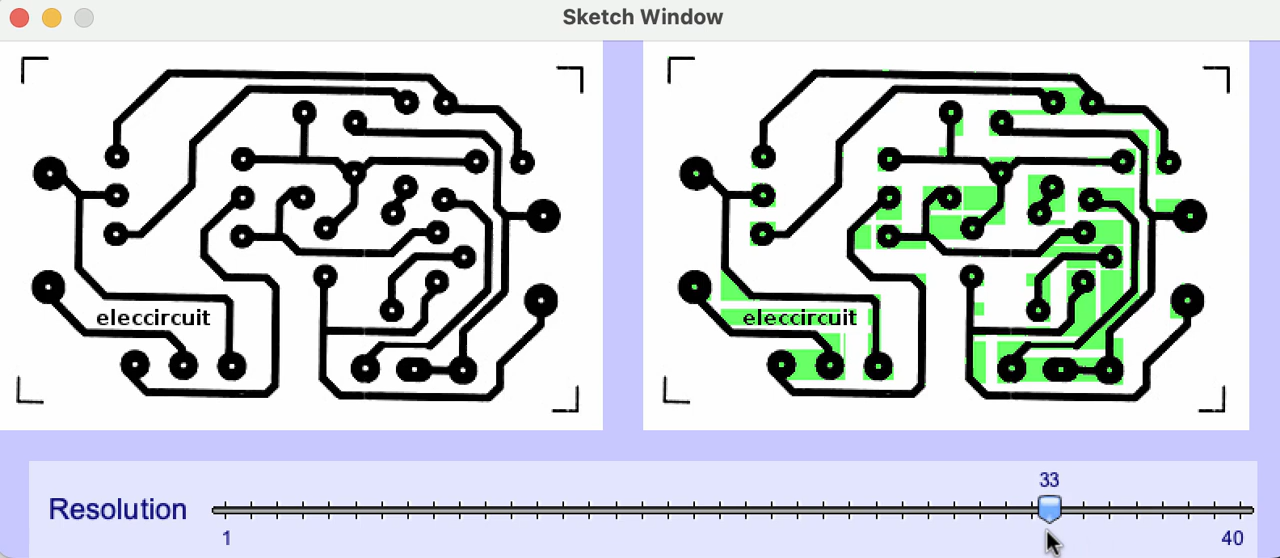 Sketch Window
eleccircuit
eleccircuit
33
Resolution
1
40